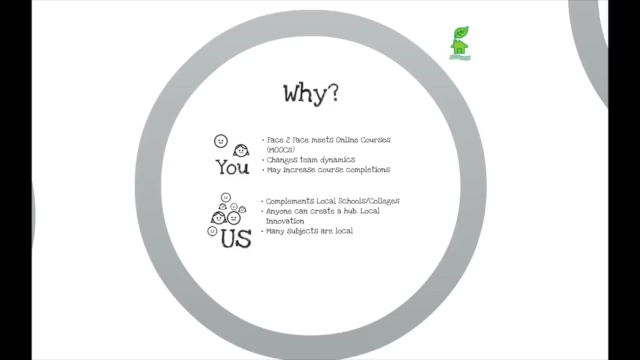 Why?
You
• Face 2 Face meets Online Courses
(MOOCs)
• Changes team dynamics
• May increase course completions
US
• Complements Local Schools/Colleges
• Anyone can create a hub. Local
Innovation
• Many subjects are local